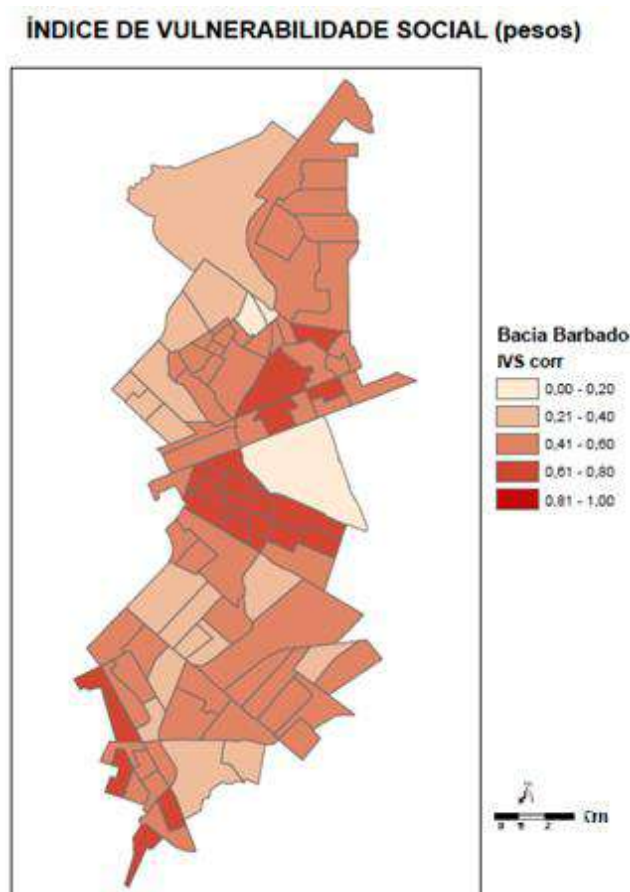 ÍNDICE DE VULNERABILIDADE SOCIAL (pesos)
Bacia Barbado
IVS corr
0,00 - 0,20
0,21 - 0,40
0,41 - 0,60
0,61 - 0,80
0,81 - 1,00